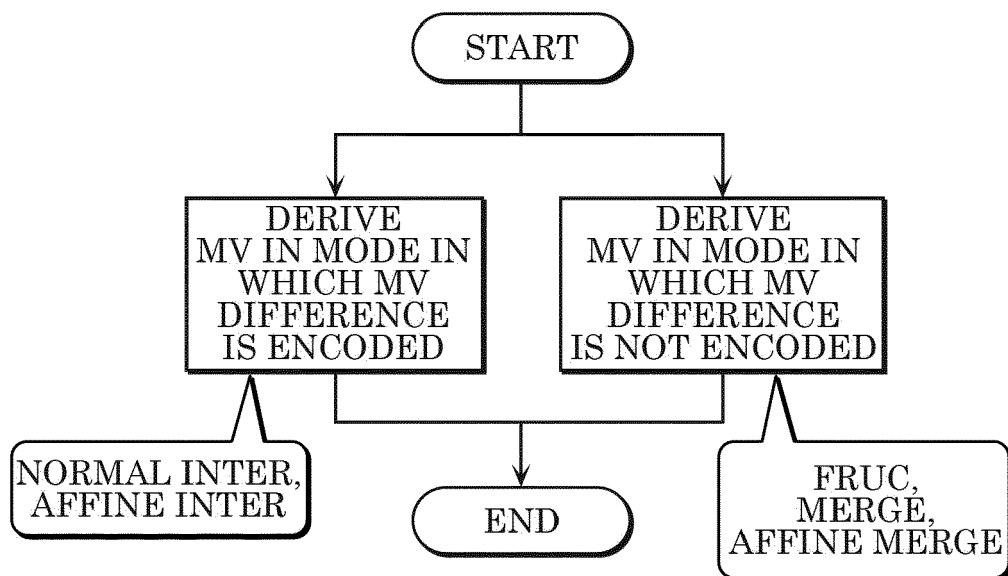 START
DERIVE
MV IN MODE IN
WHICH MV
DIFFERENCE
IS ENCODED
DERIVE
MV IN MODE IN
WHICH MV
DIFFERENCE
IS NOT ENCODED
NORMAL INTER,
AFFINE INTER
FRUC,
MERGE,
AFFINE MERGE
END